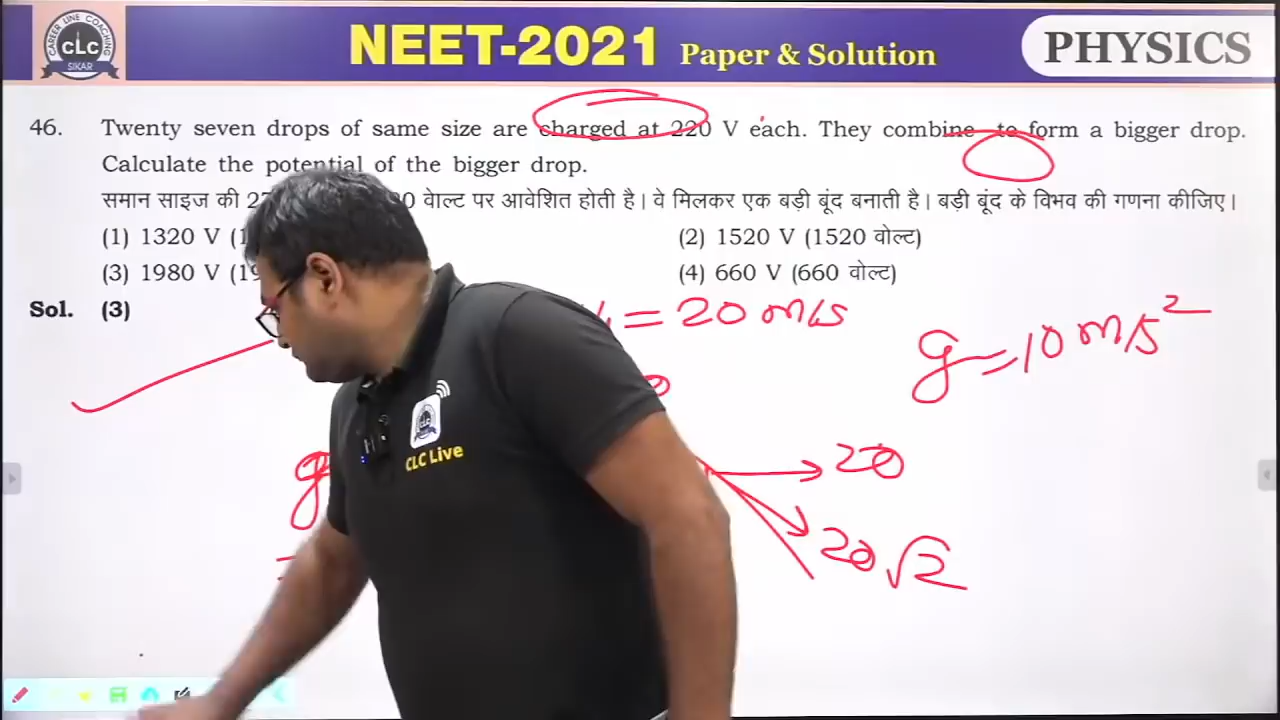 CAREER LINE COACHING
CLC
SIKAR
NEET-2021 Paper & Solution
PHYSICS
46. Twenty seven drops of same size are charged at 220 V each. They combine to form a bigger drop.
Calculate the potential of the bigger drop.
समान साइज की वोल्ट पर आवेशित होती है। वे मिलकर एक बड़ी बूंद बनाती है। बड़ी बूंद के विभव की गणना कीजिए।
(1) 1320 V (2) 1520 V (1520 वोल्ट)
(3) 1980 V (4) 660 V (660 वोल्ट)
Sol. (3)
= 20 m/s
g = 10 m/s²
20
20√2
CLC
CLC Live